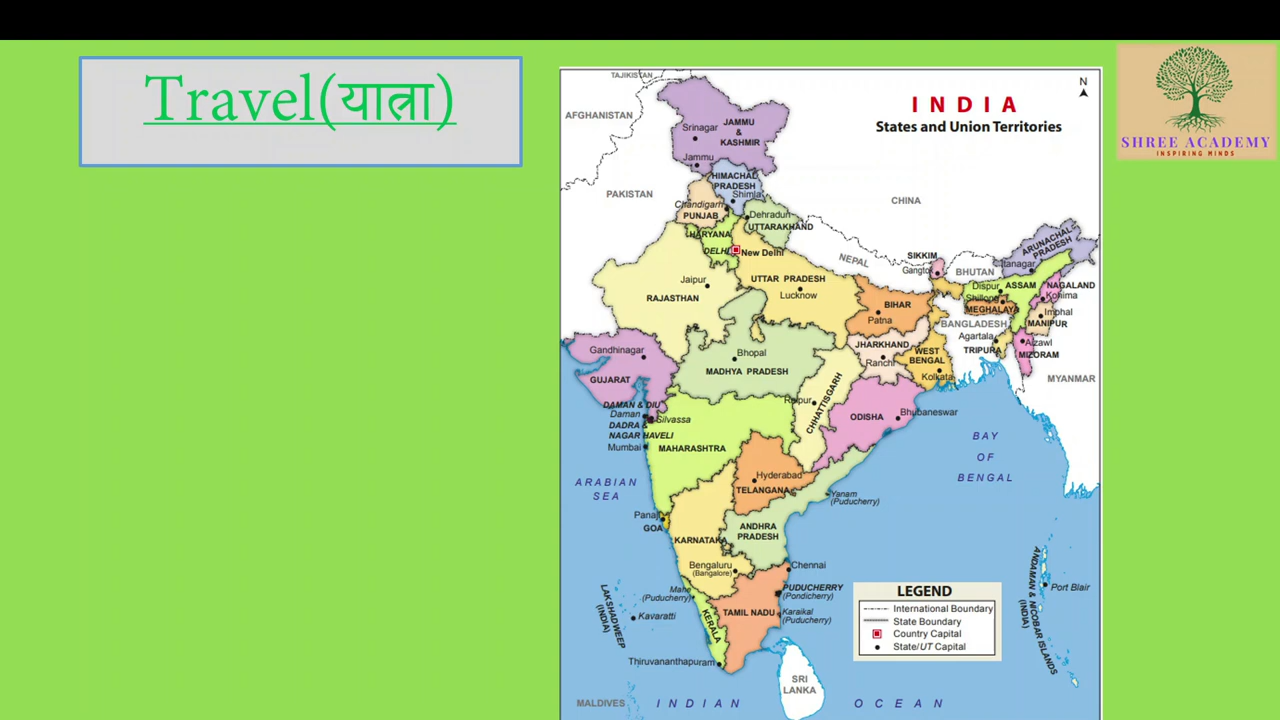 Travel(यात्रा)
SHREE ACADEMY
INSPIRING MINDS
INDIA
States and Union Territories
N
TAJIKISTAN
AFGHANISTAN
PAKISTAN
CHINA
NEPAL
BHUTAN
BANGLADESH
MYANMAR
SRI
LANKA
MALDIVES
Srinagar
JAMMU
&
KASHMIR
Jammu
HIMACHAL
PRADESH
Shimla
Chandigarh
PUNJAB
Dehradun
UTTARAKHAND
HARYANA
DELHI
New Delhi
Jaipur
RAJASTHAN
UTTAR PRADESH
Lucknow
SIKKIM
Gangtok
ARUNACHAL
PRADESH
Itanagar
Dispur
ASSAM
NAGALAND
Kohima
Shillong
MEGHALAYA
Imphal
MANIPUR
Agartala
TRIPURA
Aizawl
MIZORAM
BIHAR
Patna
JHARKHAND
Ranchi
WEST
BENGAL
Kolkata
Gandhinagar
GUJARAT
Bhopal
MADHYA PRADESH
Raipur
CHHATTISGARH
ODISHA
Bhubaneswar
DAMAN & DIU
Daman
Silvassa
DADRA &
NAGAR HAVELI
Mumbai
MAHARASHTRA
Hyderabad
TELANGANA
Yanam
(Puducherry)
ARABIAN
SEA
BAY
OF
BENGAL
Panaji
GOA
KARNATAKA
ANDHRA
PRADESH
Bengaluru
(Bangalore)
Chennai
Mahe
(Puducherry)
PUDUCHERRY
(Pondicherry)
TAMIL NADU
Karaikal
(Puducherry)
KERALA
Thiruvananthapuram
LAKSHADWEEP
(INDIA)
Kavaratti
ANDAMAN & NICOBAR ISLANDS
(INDIA)
Port Blair
LEGEND
International Boundary
State Boundary
Country Capital
State/UT Capital
INDIAN OCEAN